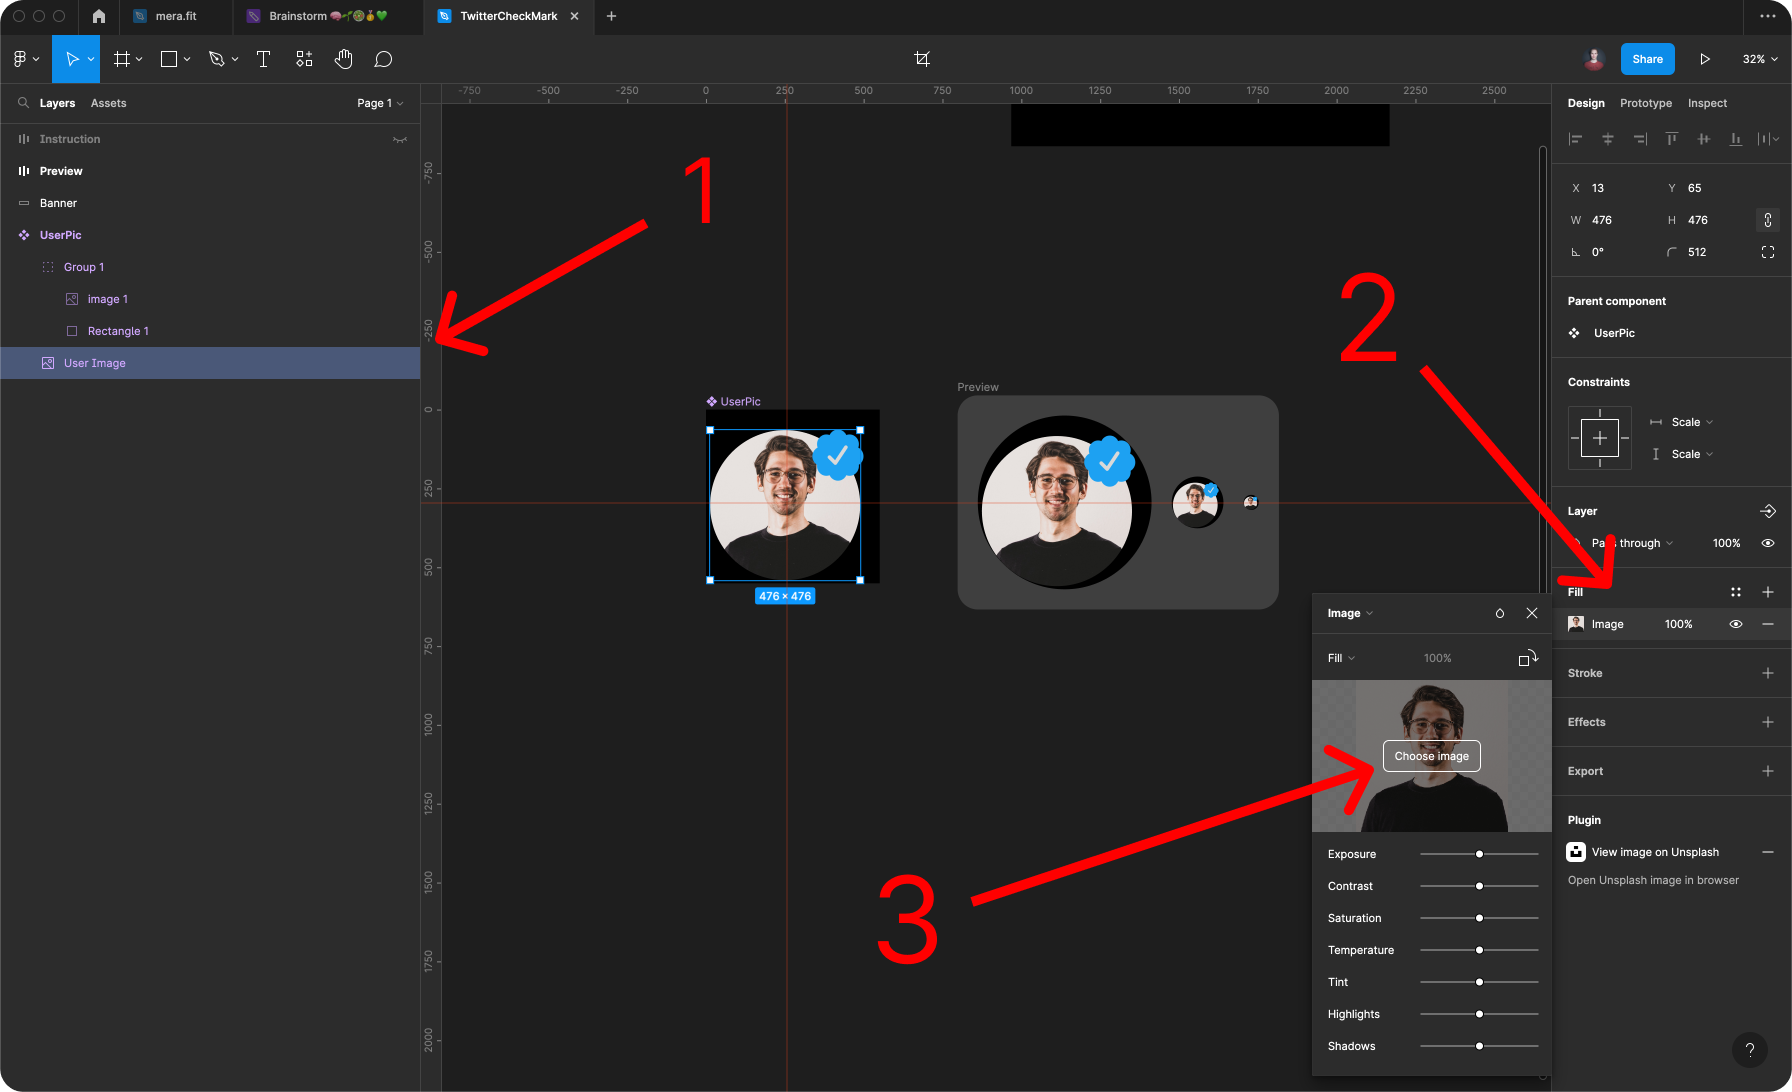 mera.fit
Brainstorm 🧠🌱🥝🥇💚
TwitterCheckMark
Share
32%
Layers
Assets
Page 1
-750
-500
-250
0
250
500
750
1000
1250
1500
1750
2000
2250
2500
Design
Prototype
Inspect
Instruction
Preview
Banner
UserPic
Group 1
image 1
Rectangle 1
User Image
-750
-500
-250
0
250
500
750
1000
1250
1500
1750
2000
1
2
3
UserPic
476 × 476
Preview
X 13
Y 65
W 476
H 476
0°
512
Parent component
UserPic
Constraints
Scale
Scale
Layer
through
100%
Fill
Image
100%
Stroke
Effects
Export
Plugin
View image on Unsplash
Open Unsplash image in browser
Image
Fill
100%
Choose image
Exposure
Contrast
Saturation
Temperature
Tint
Highlights
Shadows
?